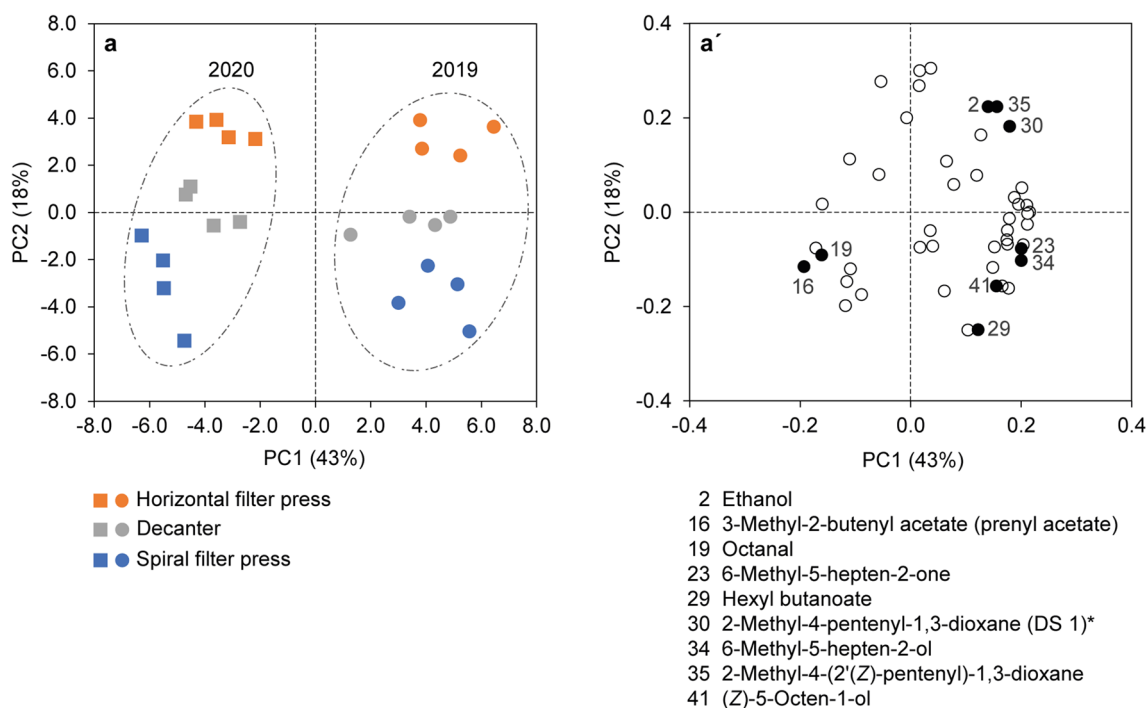 a
2020
2019
8.0
6.0
4.0
2.0
0.0
-2.0
-4.0
-6.0
-8.0
PC2 (18%)
-8.0 -6.0 -4.0 -2.0 0.0 2.0 4.0 6.0 8.0
PC1 (43%)
Horizontal filter press
Decanter
Spiral filter press
a´
0.4
0.2
0.0
-0.2
-0.4
PC2 (18%)
2 35
30
19
16
23
34
41
29
-0.4 -0.2 0.0 0.2 0.4
PC1 (43%)
2 Ethanol
16 3-Methyl-2-butenyl acetate (prenyl acetate)
19 Octanal
23 6-Methyl-5-hepten-2-one
29 Hexyl butanoate
30 2-Methyl-4-pentenyl-1,3-dioxane (DS 1)*
34 6-Methyl-5-hepten-2-ol
35 2-Methyl-4-(2'(Z)-pentenyl)-1,3-dioxane
41 (Z)-5-Octen-1-ol